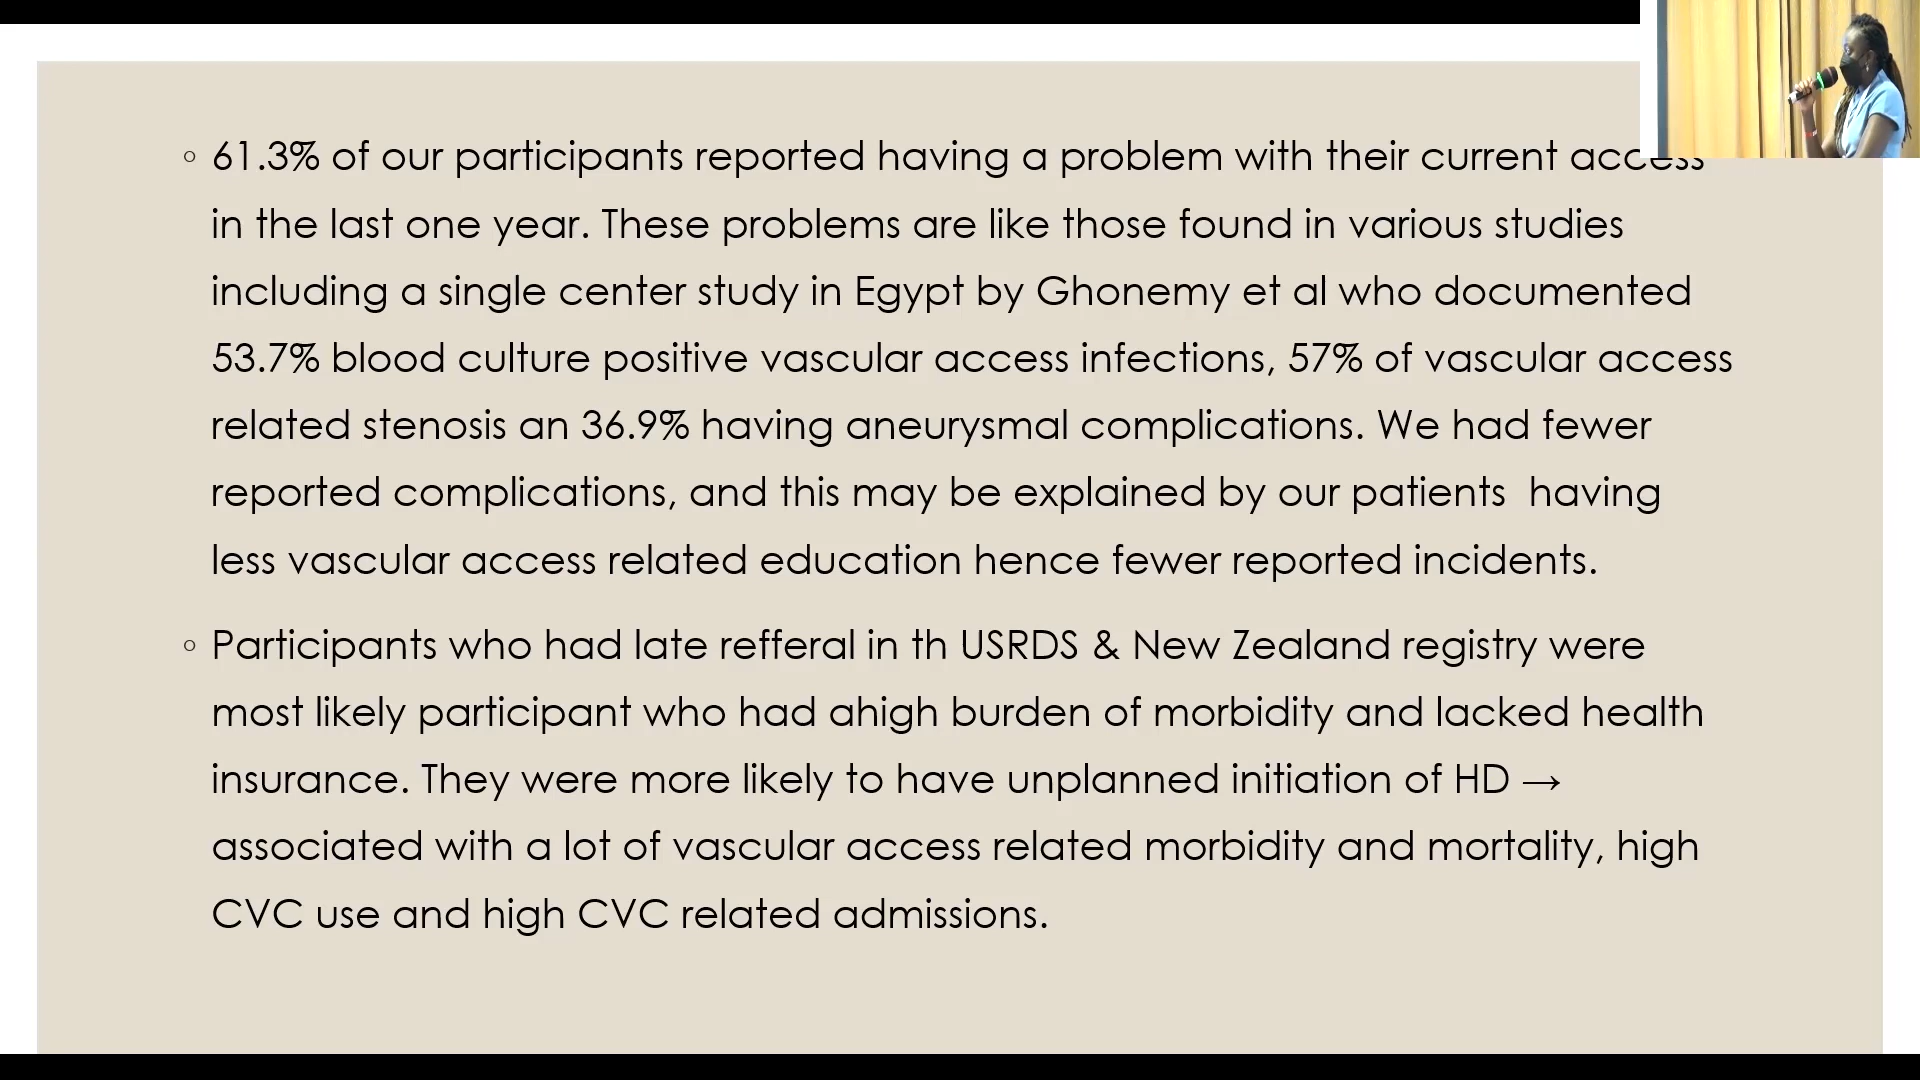 ◦ 61.3% of our participants reported having a problem with their current access
in the last one year. These problems are like those found in various studies
including a single center study in Egypt by Ghonemy et al who documented
53.7% blood culture positive vascular access infections, 57% of vascular access
related stenosis an 36.9% having aneurysmal complications. We had fewer
reported complications, and this may be explained by our patients  having
less vascular access related education hence fewer reported incidents.
◦ Participants who had late refferal in th USRDS & New Zealand registry were
most likely participant who had ahigh burden of morbidity and lacked health
insurance. They were more likely to have unplanned initiation of HD →
associated with a lot of vascular access related morbidity and mortality, high
CVC use and high CVC related admissions.